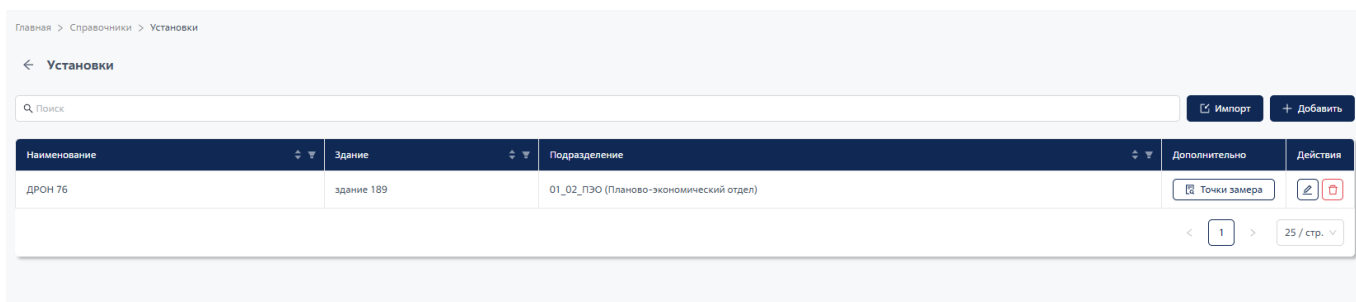 Главная > Справочники > Установки
← Установки
Поиск
Импорт
+ Добавить
Наименование Здание Подразделение Дополнительно Действия
ДРОН 76 здание 189 01_02_ПЭО (Планово-экономический отдел) Точки замера
< 1 > 25 / стр.